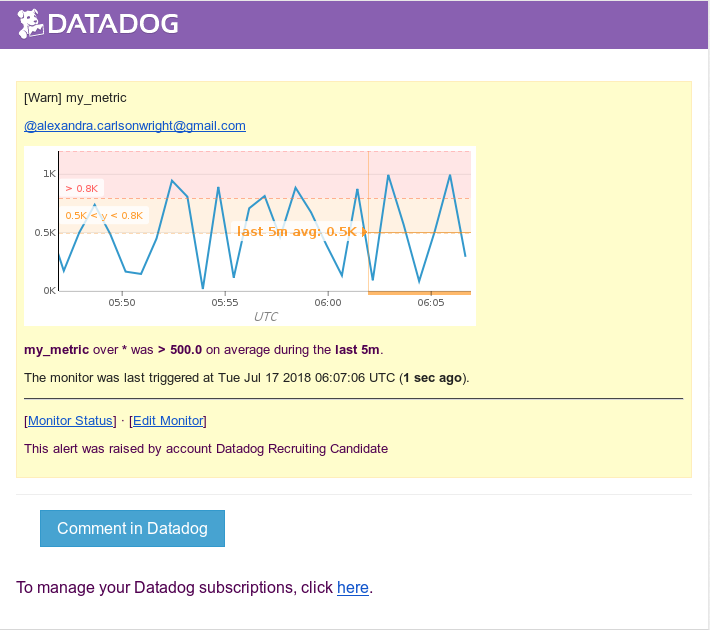 DATADOG
[Warn] my_metric
@alexandra.carlsonwright@gmail.com
1K
> 0.8K
0.5K < y < 0.8K
0.5K
last 5m avg: 0.5K
0K
05:50 05:55 06:00 06:05
UTC
my_metric over * was > 500.0 on average during the last 5m.
The monitor was last triggered at Tue Jul 17 2018 06:07:06 UTC (1 sec ago).
[Monitor Status] · [Edit Monitor]
This alert was raised by account Datadog Recruiting Candidate
Comment in Datadog
To manage your Datadog subscriptions, click here.